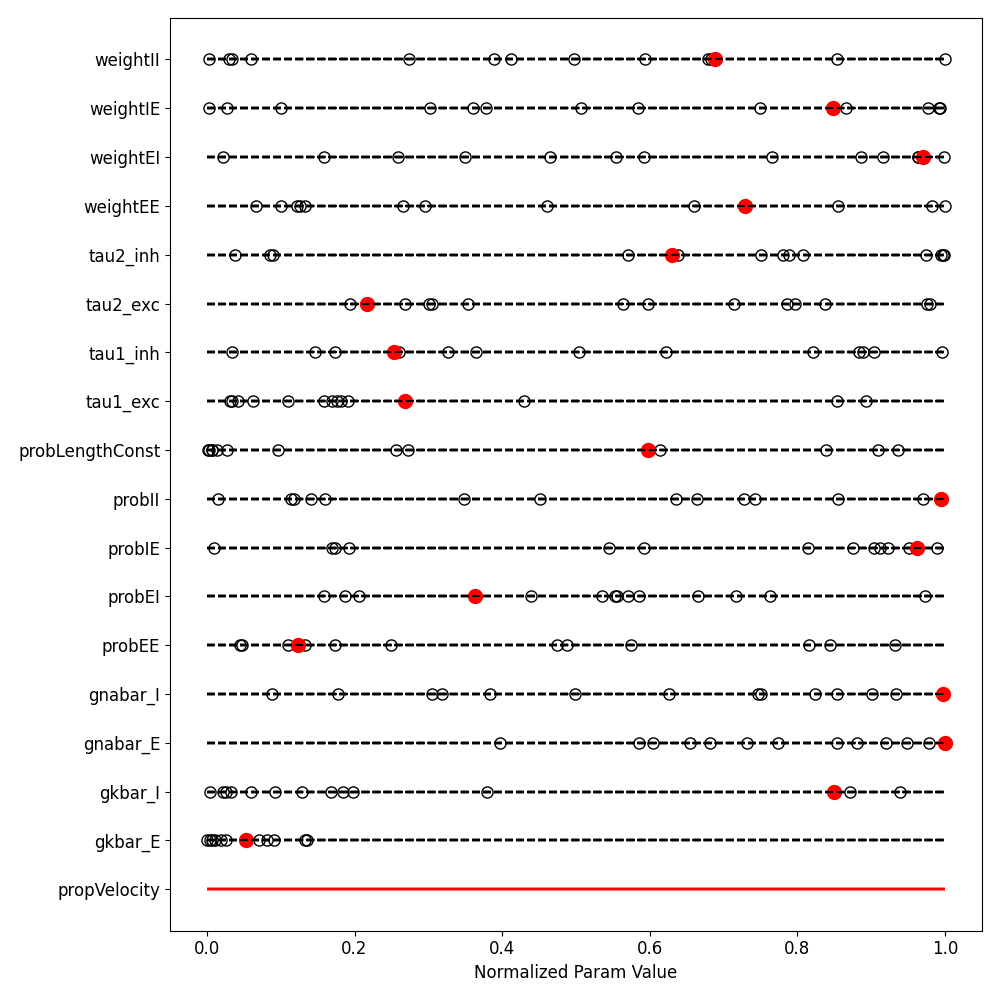 weightII
weightIE
weightEI
weightEE
tau2_inh
tau2_exc
tau1_inh
tau1_exc
probLengthConst
probII
probIE
probEI
probEE
gnabar_I
gnabar_E
gkbar_I
gkbar_E
propVelocity
0.0 0.2 0.4 0.6 0.8 1.0
Normalized Param Value